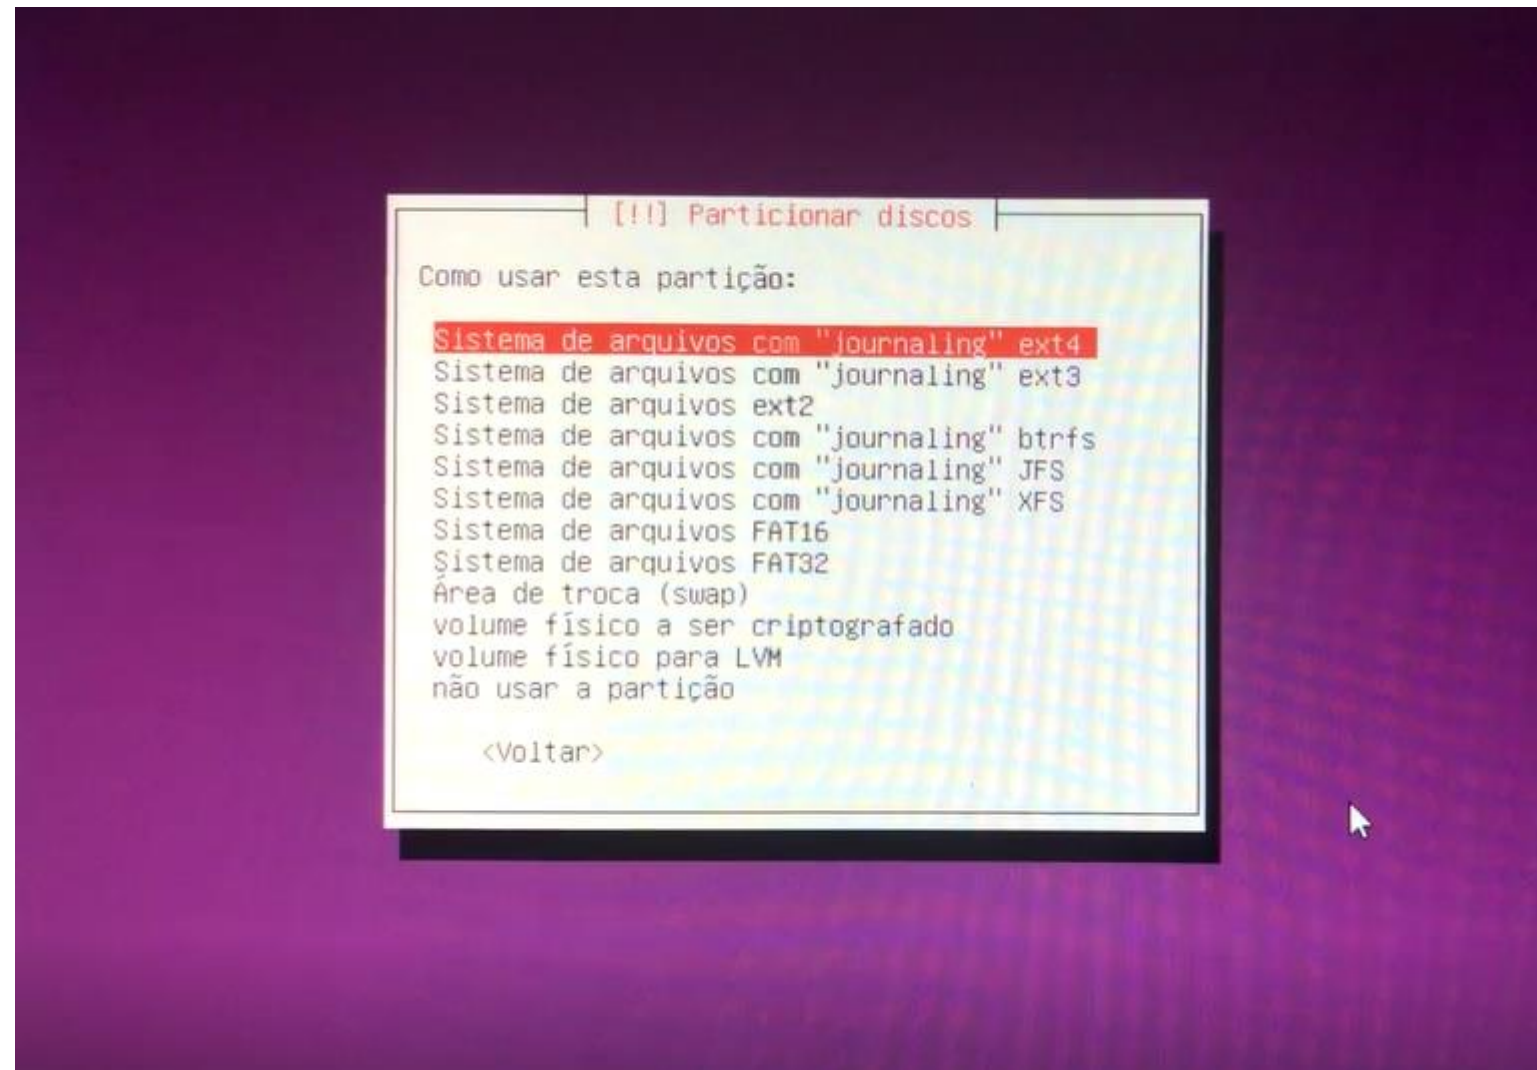 [!!] Particionar discos
Como usar esta partição:
Sistema de arquivos com "journaling" ext4
Sistema de arquivos com "journaling" ext3
Sistema de arquivos ext2
Sistema de arquivos com "journaling" btrfs
Sistema de arquivos com "journaling" JFS
Sistema de arquivos com "journaling" XFS
Sistema de arquivos FAT16
Sistema de arquivos FAT32
Área de troca (swap)
volume físico a ser criptografado
volume físico para LVM
não usar a partição
<Voltar>